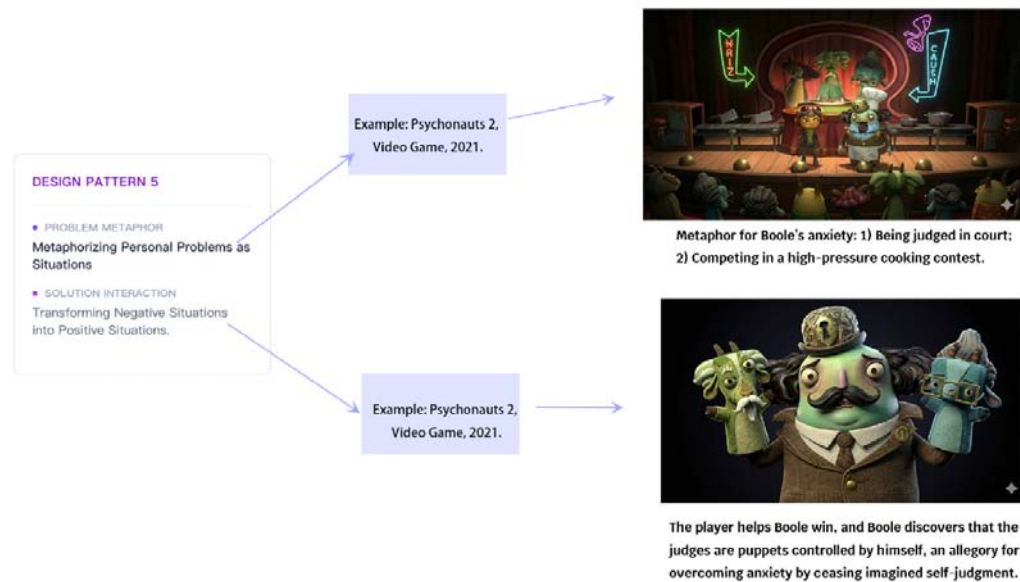 DESIGN PATTERN 5
PROBLEM METAPHOR
Metaphorizing Personal Problems as
Situations
SOLUTION INTERACTION
Transforming Negative Situations
into Positive Situations.
Example: Psychonauts 2,
Video Game, 2021.
WRIZ
CAUSH
Metaphor for Boole's anxiety: 1) Being judged in court;
2) Competing in a high-pressure cooking contest.
Example: Psychonauts 2,
Video Game, 2021.
The player helps Boole win, and Boole discovers that the
judges are puppets controlled by himself, an allegory for
overcoming anxiety by ceasing imagined self-judgment.